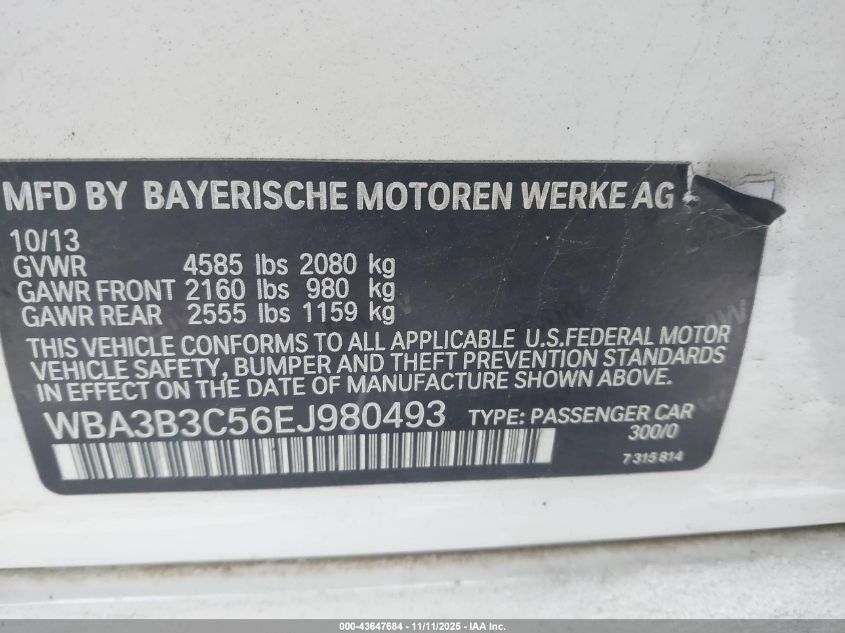 MFD BY BAYERISCHE MOTOREN WERKE AG
10/13
GVWR 4585 lbs 2080 kg
GAWR FRONT 2160 lbs 980 kg
GAWR REAR 2555 lbs 1159 kg
THIS VEHICLE CONFORMS TO ALL APPLICABLE U.S.FEDERAL MOTOR
VEHICLE SAFETY, BUMPER AND THEFT PREVENTION STANDARDS
IN EFFECT ON THE DATE OF MANUFACTURE SHOWN ABOVE.
WBA3B3C56EJ980493 TYPE: PASSENGER CAR
300/0
7 315 814
000-43647684 - 11/11/2025 - IAA Inc.